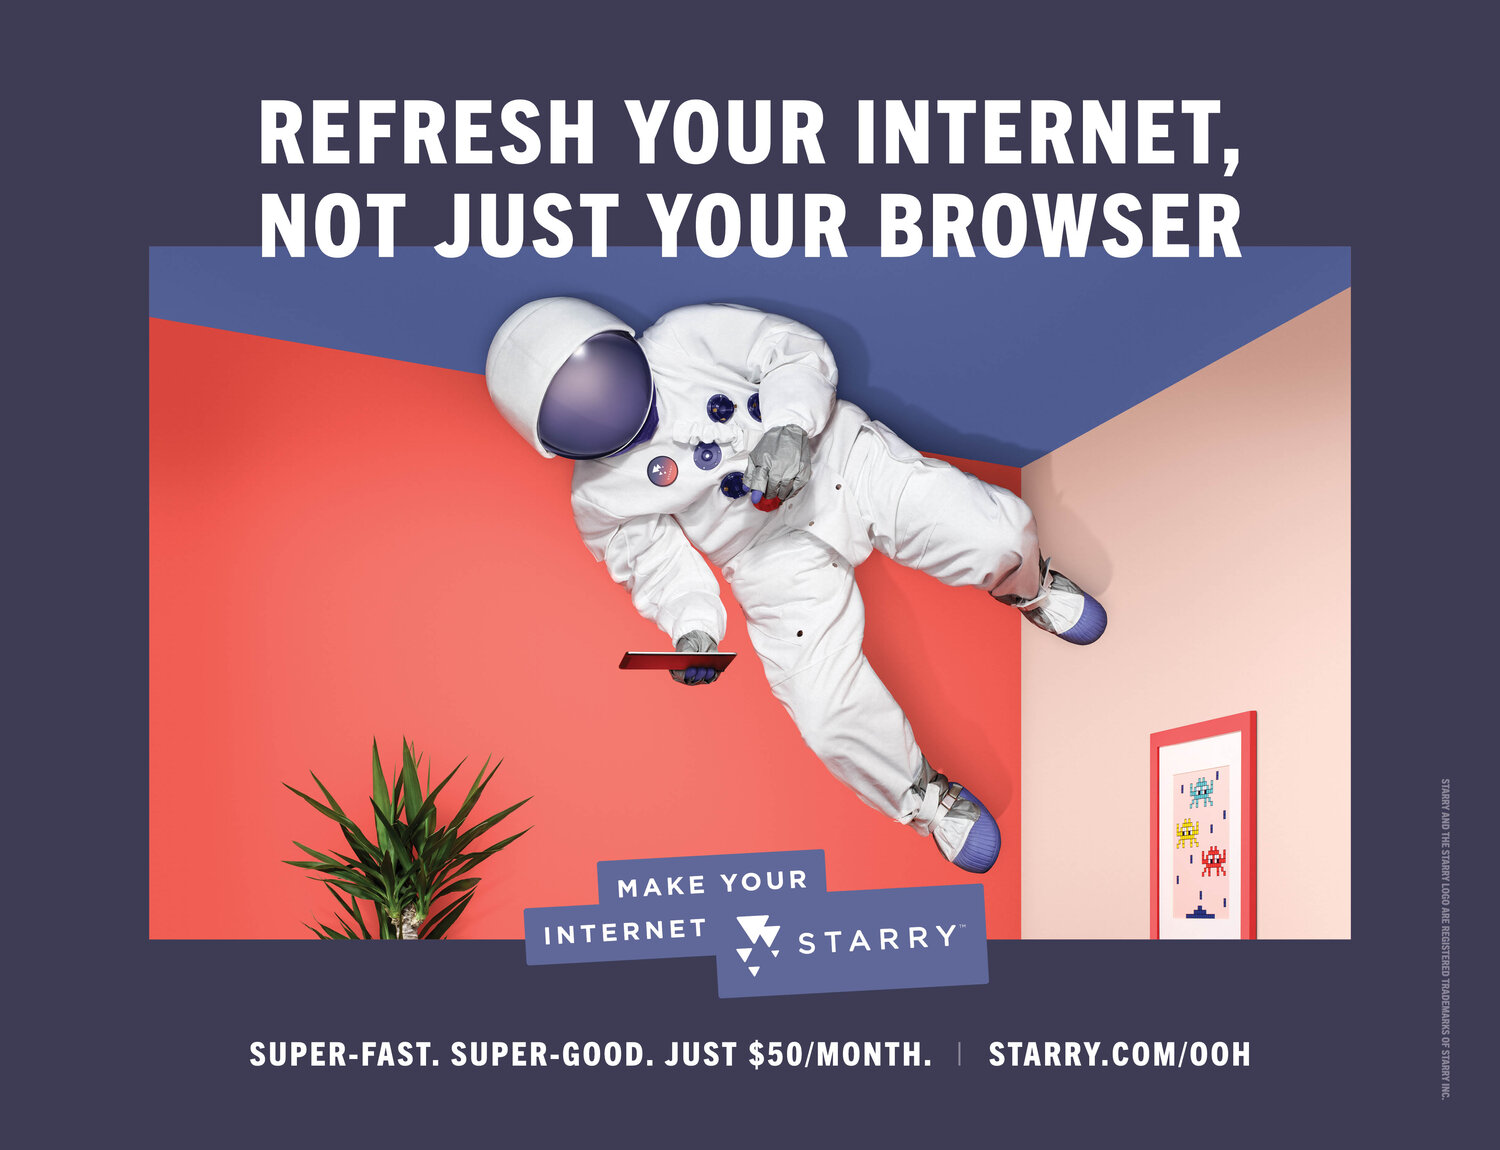 REFRESH YOUR INTERNET,
NOT JUST YOUR BROWSER
MAKE YOUR
INTERNET
STARRY™
SUPER-FAST. SUPER-GOOD. JUST $50/MONTH. | STARRY.COM/OOH
STARRY AND THE STARRY LOGO ARE REGISTERED TRADEMARKS OF STARRY INC.